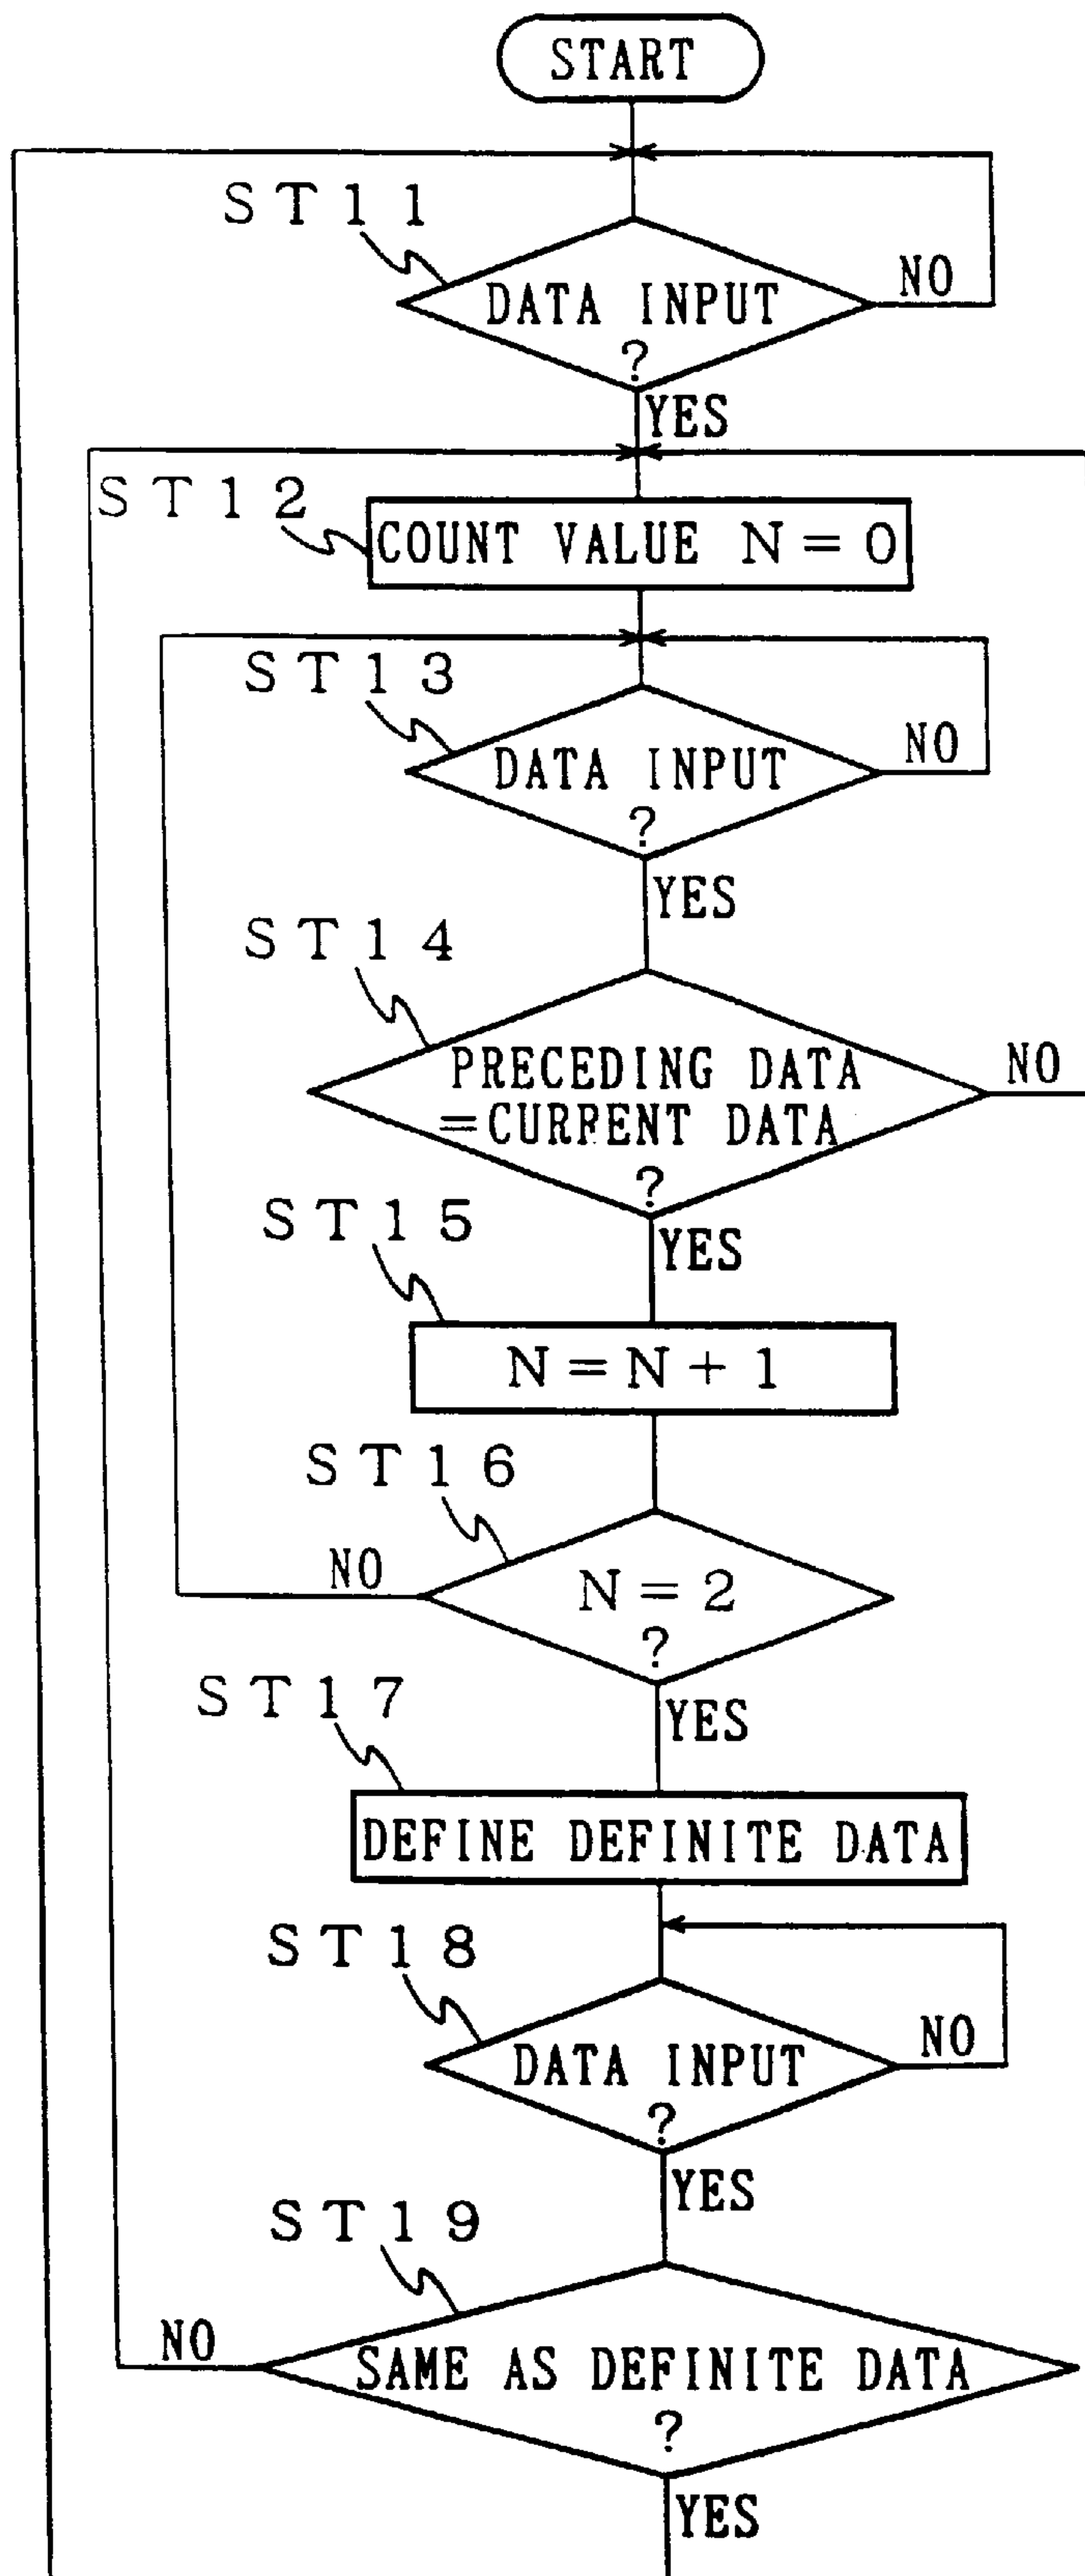 START
ST11
DATA INPUT
?
NO
YES
ST12
COUNT VALUE N=0
ST13
DATA INPUT
?
NO
YES
ST14
PRECEDING DATA
=CURRENT DATA
?
NO
YES
ST15
N=N+1
ST16
N=2
?
NO
YES
ST17
DEFINE DEFINITE DATA
ST18
DATA INPUT
?
NO
YES
ST19
SAME AS DEFINITE DATA
?
NO
YES